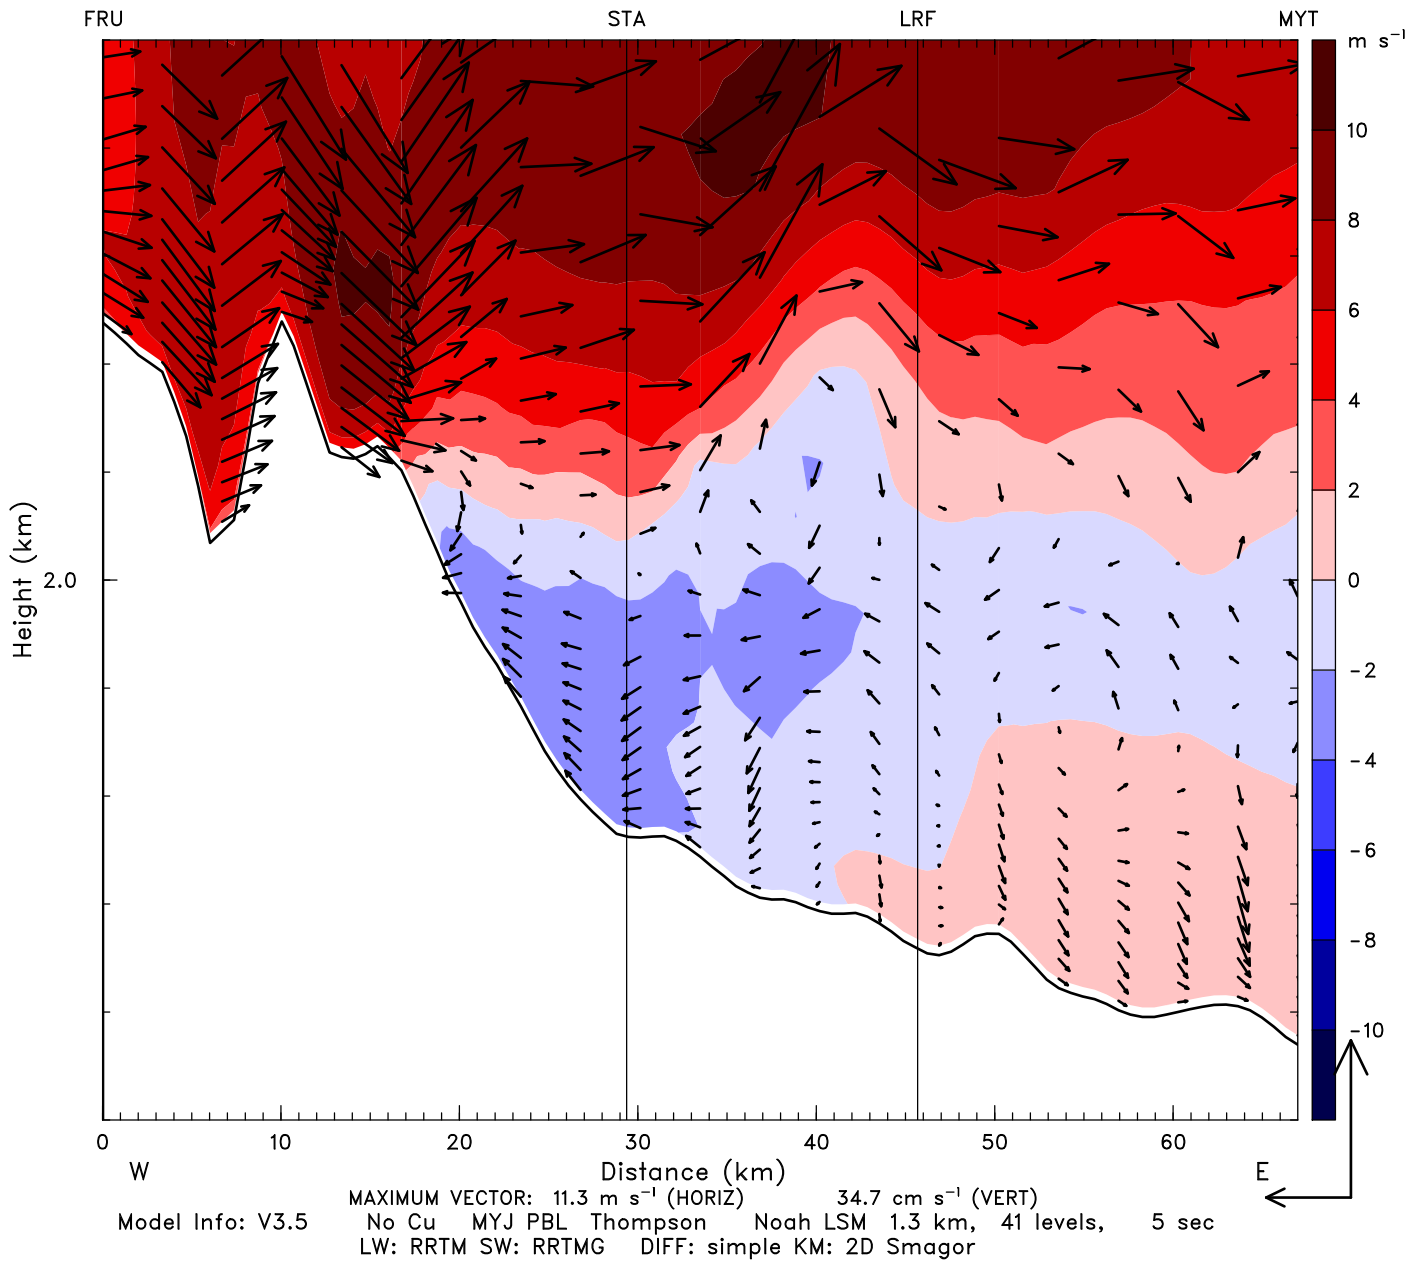 FRU STA LRF MYT
m s⁻¹
10
8
6
4
2
0
-2
-4
-6
-8
-10
Height (km)
2.0
0 10 20 30 40 50 60
W Distance (km) E
MAXIMUM VECTOR: 11.3 m s⁻¹ (HORIZ) 34.7 cm s⁻¹ (VERT)
Model Info: V3.5 No Cu MYJ PBL Thompson Noah LSM 1.3 km, 41 levels, 5 sec
LW: RRTM SW: RRTMG DIFF: simple KM: 2D Smagor